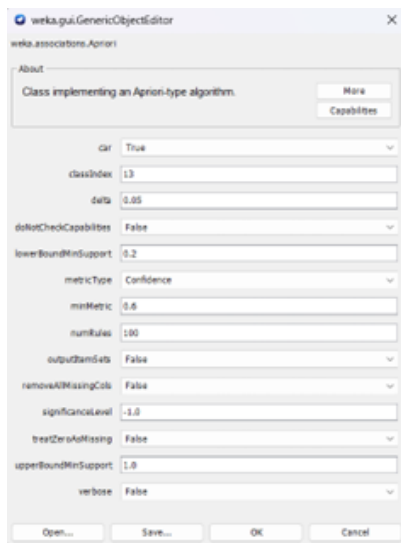 weka.gui.GenericObjectEditor
weka.associations.Apriori
About
Class implementing an Apriori-type algorithm.
More
Capabilities
car True
classIndex 13
delta 0.05
doNotCheckCapabilities False
lowerBoundMinSupport 0.2
metricType Confidence
minMetric 0.6
numRules 100
outputItemSets False
removeAllMissingCols False
significanceLevel -1.0
treatZeroAsMissing False
upperBoundMinSupport 1.0
verbose False
Open... Save... OK Cancel